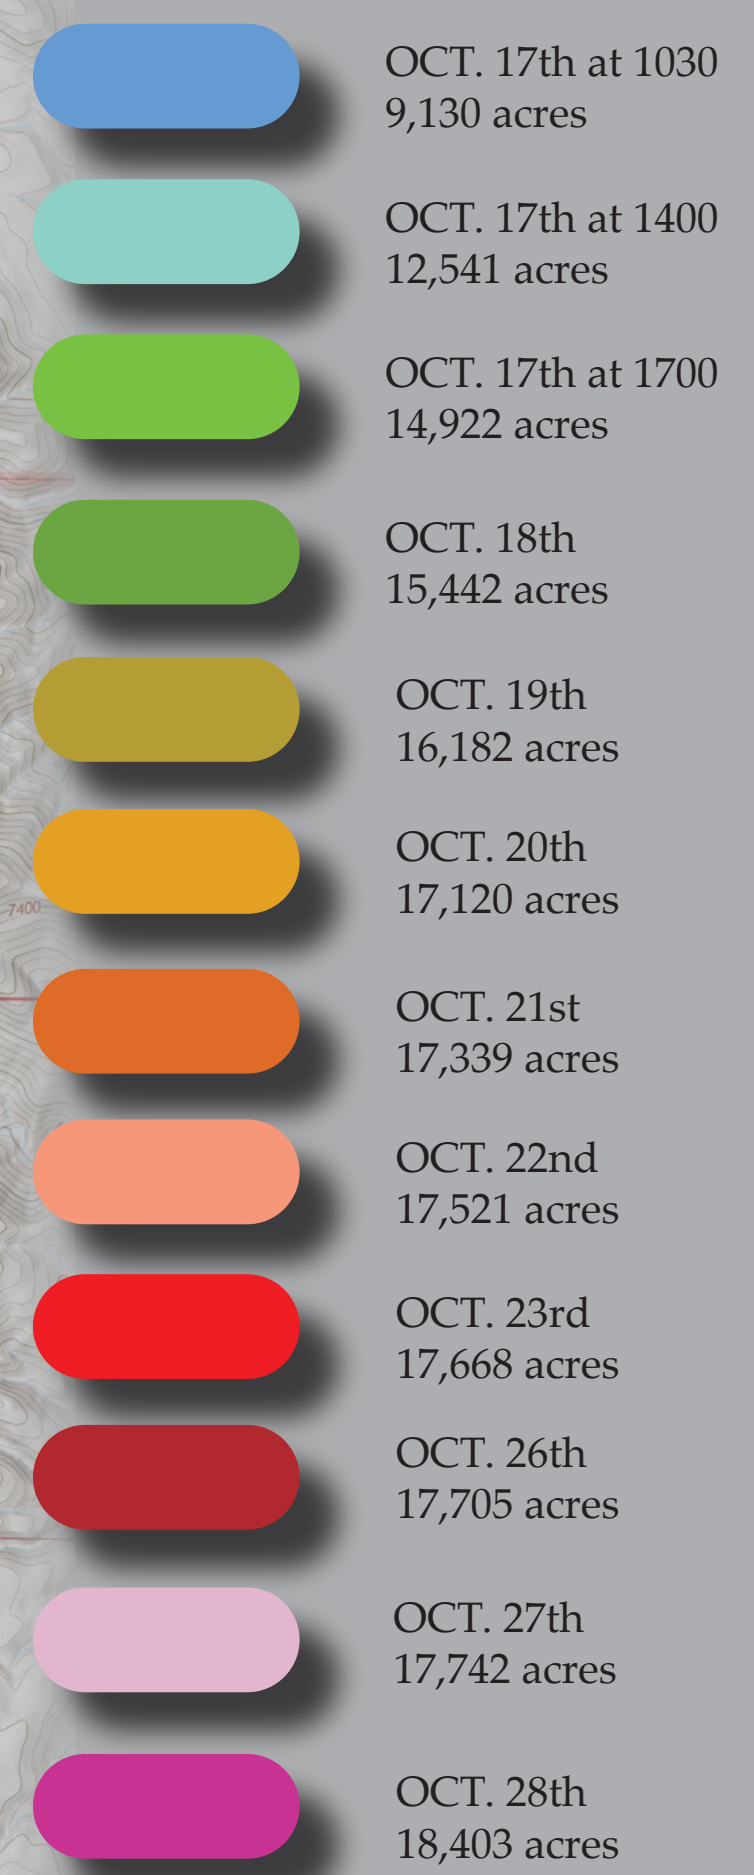 OCT. 17th at 1030
9,130 acres
OCT. 17th at 1400
12,541 acres
OCT. 17th at 1700
14,922 acres
OCT. 18th
15,442 acres
OCT. 19th
16,182 acres
OCT. 20th
17,120 acres
7400
OCT. 21st
17,339 acres
OCT. 22nd
17,521 acres
OCT. 23rd
17,668 acres
OCT. 26th
17,705 acres
OCT. 27th
17,742 acres
OCT. 28th
18,403 acres